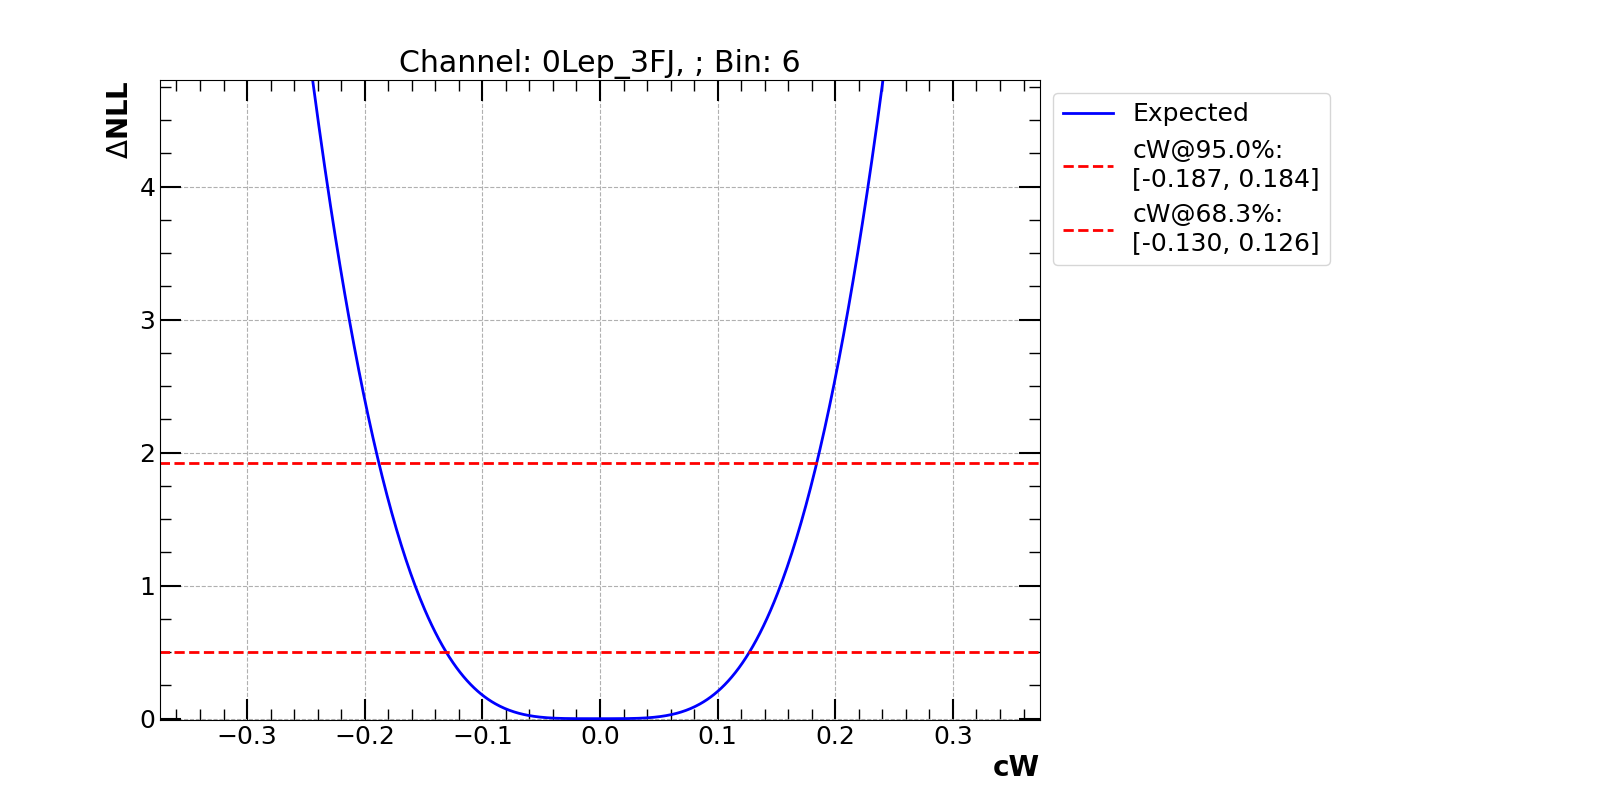 Channel: 0Lep_3FJ, ; Bin: 6
ΔNLL
4
3
2
1
0
−0.3 −0.2 −0.1 0.0 0.1 0.2 0.3
cW
Expected
cW@95.0%:
[-0.187, 0.184]
cW@68.3%:
[-0.130, 0.126]